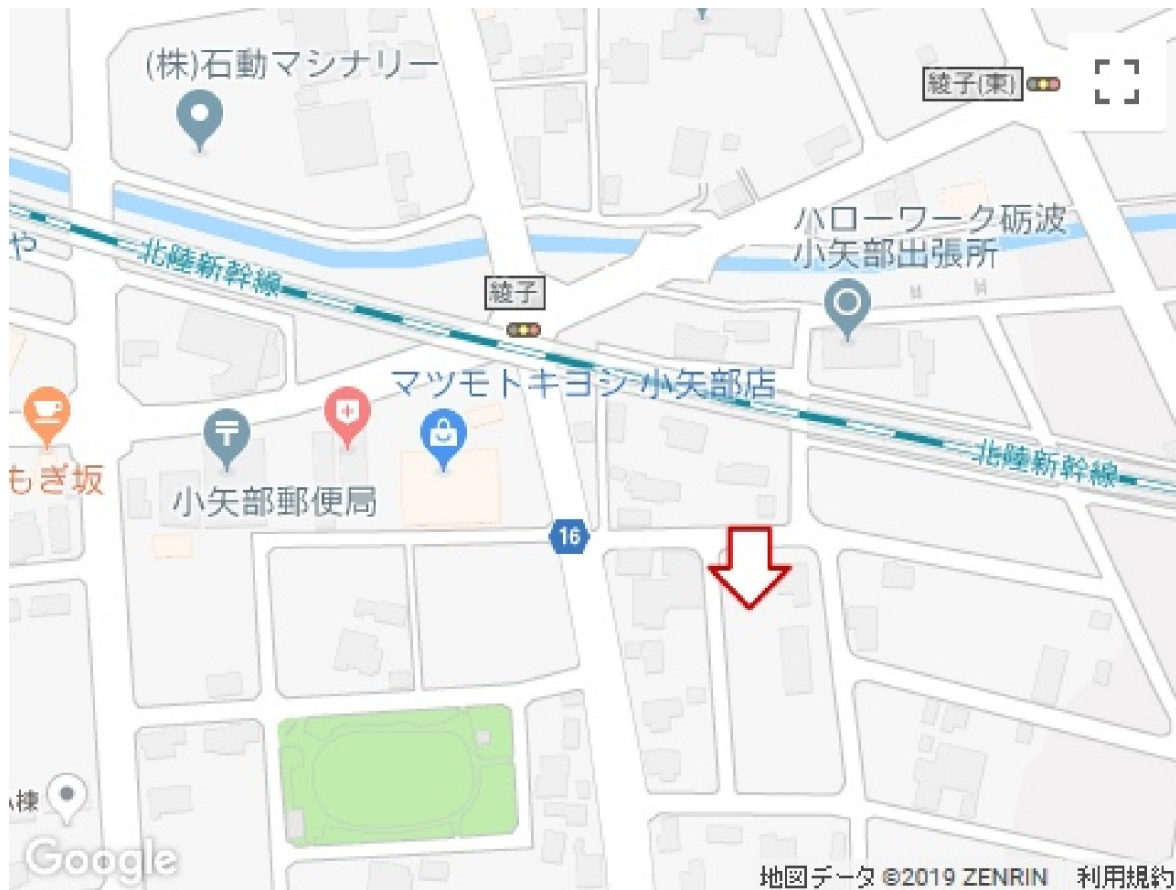 (株)石動マシナリー
綾子(東)
ハローワーク砺波
小矢部出張所
や
北陸新幹線
綾子
マツモトキヨシ 小矢部店
北陸新幹線
もぎ坂
小矢部郵便局
16
棟
Google
地図データ ©2019 ZENRIN 利用規約